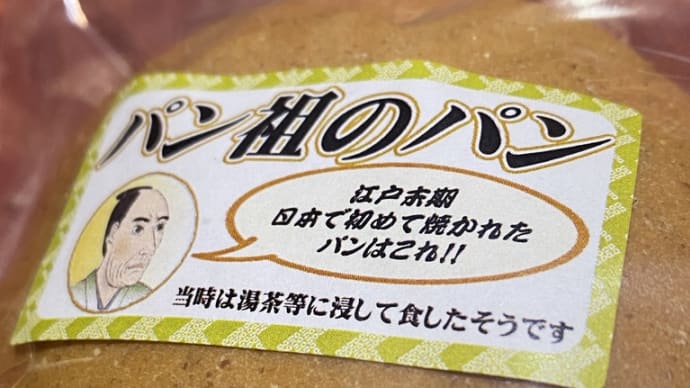 パン祖のパン
江戸末期
日本で初めて焼かれた
パンはこれ!!
当時は湯茶等に浸して食したそうです